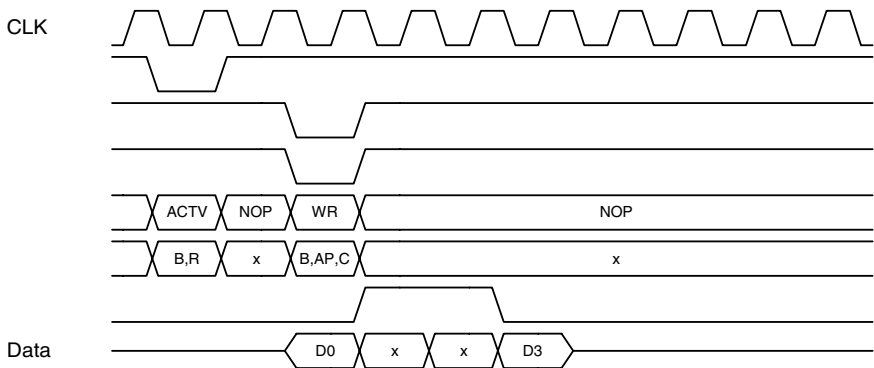 CLK
ACTV NOP WR NOP
B,R x B,AP,C x
Data D0 x x D3